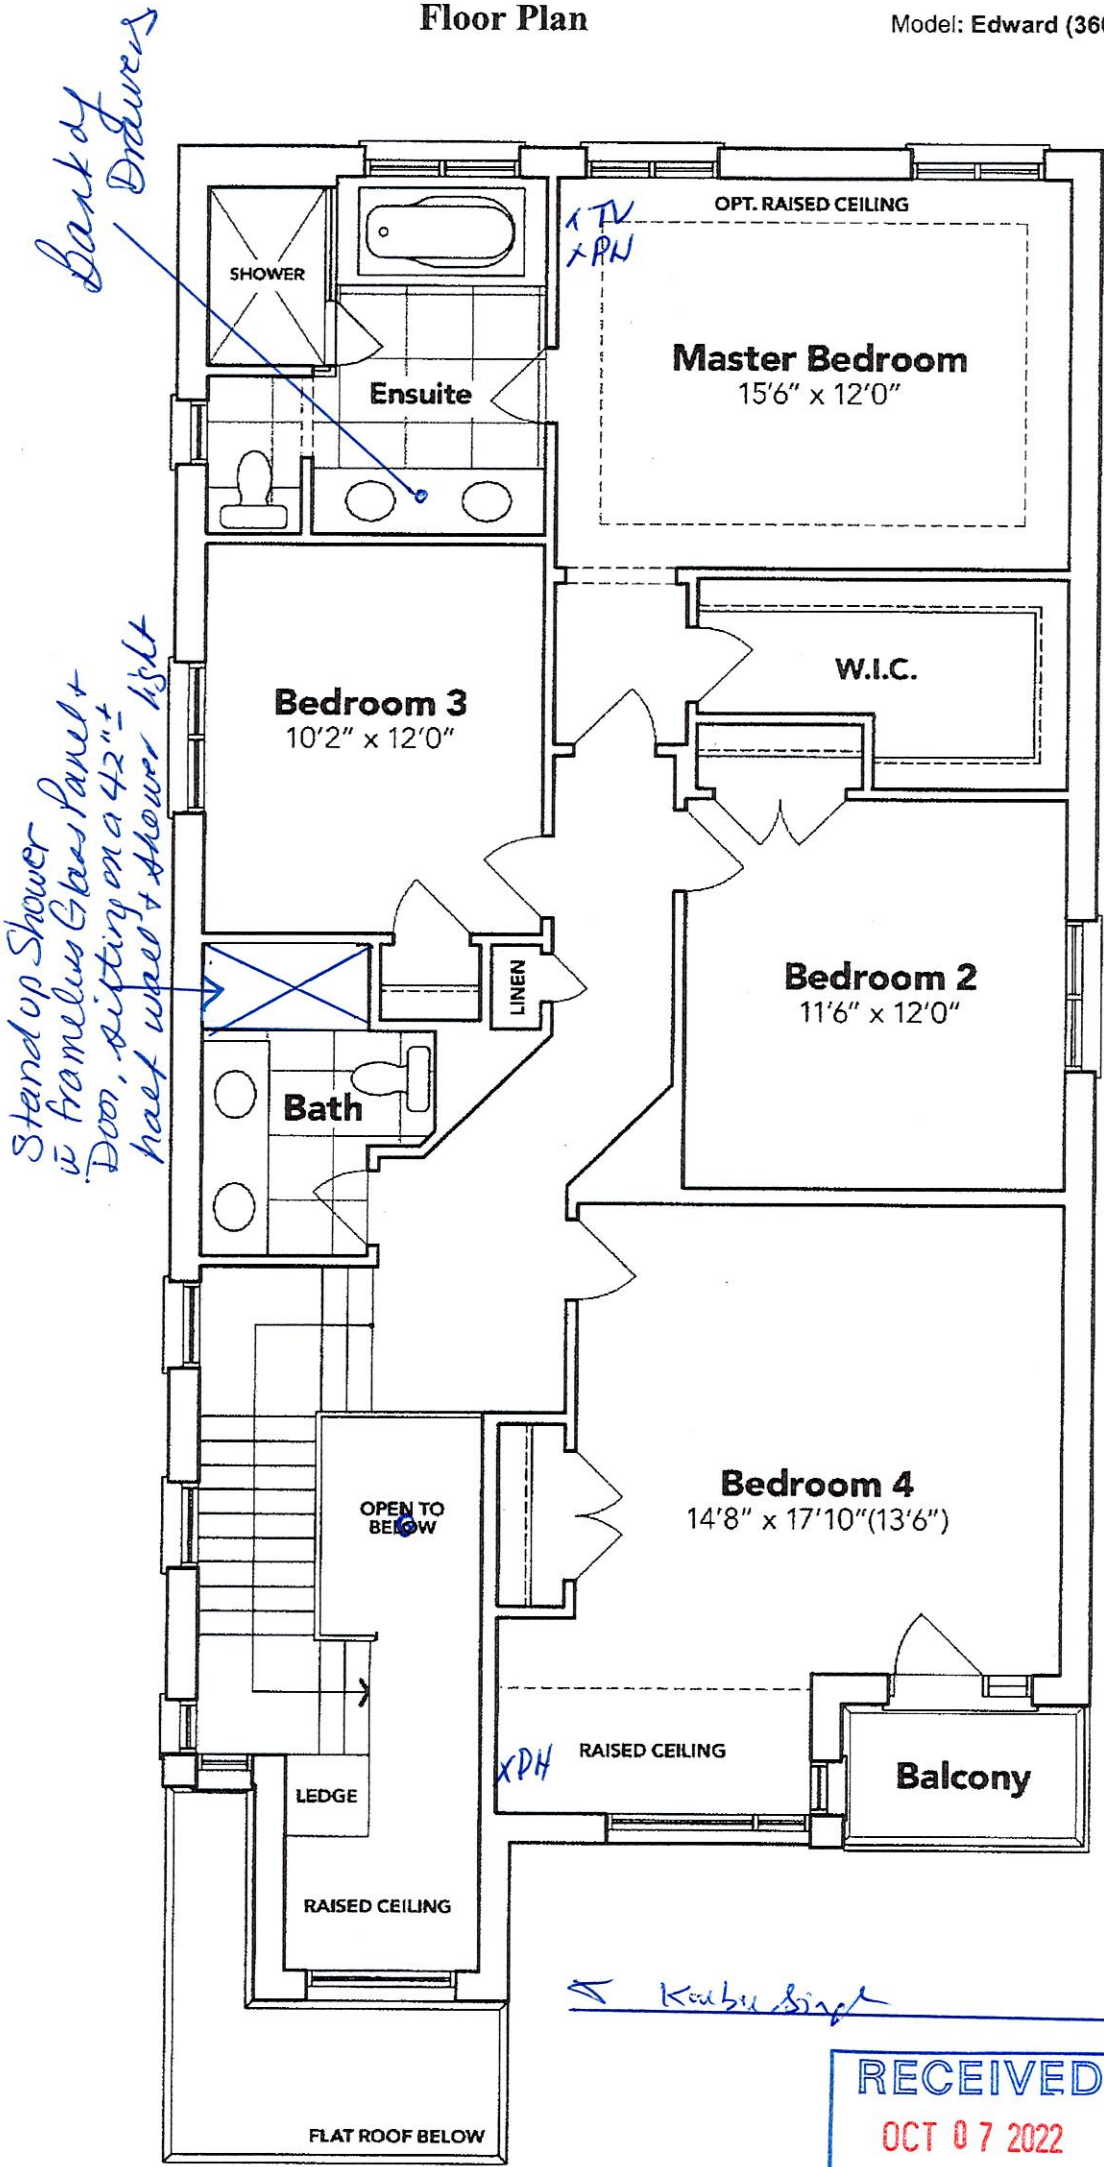 Floor Plan
Model: Edward (360
Bank of
Drawers
OPT. RAISED CEILING
x TV
x PH
SHOWER
Master Bedroom
15'6" x 12'0"
Ensuite
W.I.C.
Bedroom 3
10'2" x 12'0"
Stand up Shower
w̄ frameless Glass Panel +
Door, sitting on a 42"±
half wall + shower light
LINEN
Bedroom 2
11'6" x 12'0"
Bath
Bedroom 4
14'8" x 17'10"(13'6")
OPEN TO
BELOW
RAISED CEILING
xPH
Balcony
LEDGE
RAISED CEILING
Singh
RECEIVED
OCT 07 2022
FLAT ROOF BELOW